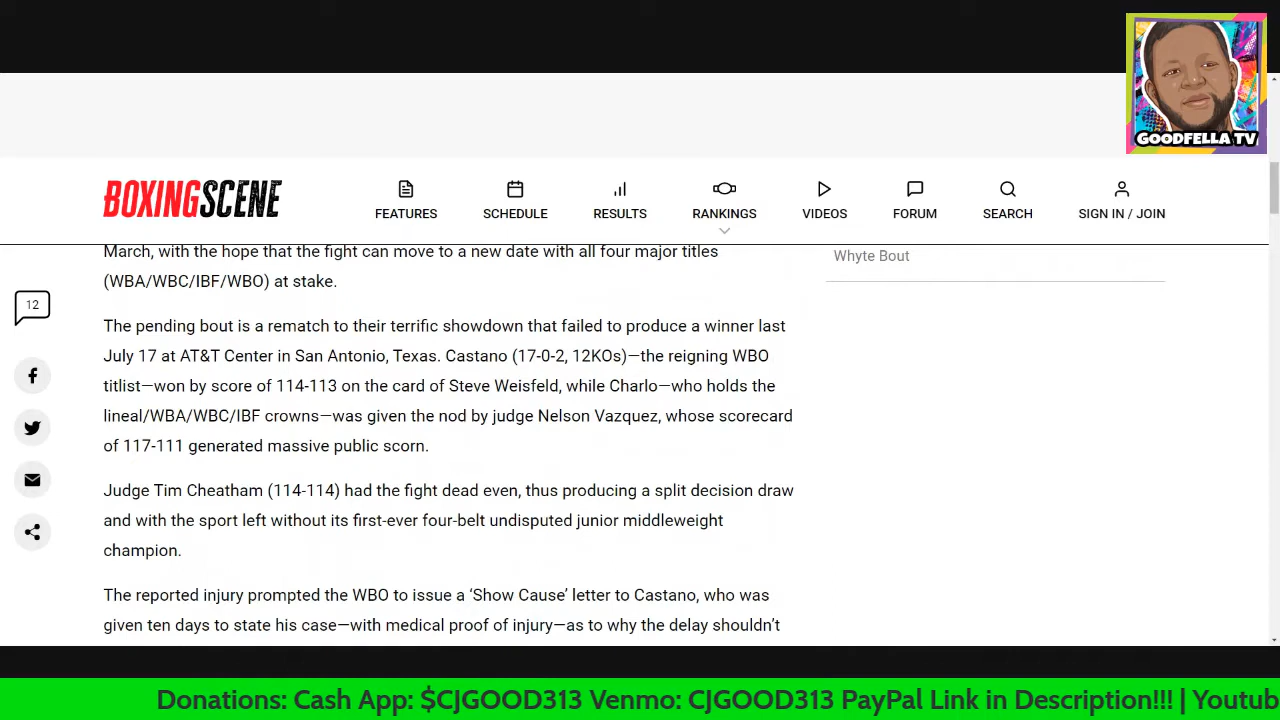 GOODFELLA TV
BOXINGSCENE
FEATURES
SCHEDULE
RESULTS
RANKINGS
VIDEOS
FORUM
SEARCH
SIGN IN / JOIN
12
March, with the hope that the fight can move to a new date with all four major titles
(WBA/WBC/IBF/WBO) at stake.
Whyte Bout
The pending bout is a rematch to their terrific showdown that failed to produce a winner last
July 17 at AT&T Center in San Antonio, Texas. Castano (17-0-2, 12KOs)—the reigning WBO
titlist—won by score of 114-113 on the card of Steve Weisfeld, while Charlo—who holds the
lineal/WBA/WBC/IBF crowns—was given the nod by judge Nelson Vazquez, whose scorecard
of 117-111 generated massive public scorn.
Judge Tim Cheatham (114-114) had the fight dead even, thus producing a split decision draw
and with the sport left without its first-ever four-belt undisputed junior middleweight
champion.
The reported injury prompted the WBO to issue a ‘Show Cause’ letter to Castano, who was
given ten days to state his case—with medical proof of injury—as to why the delay shouldn’t
Donations: Cash App: $CJGOOD313 Venmo: CJGOOD313 PayPal Link in Description!!! | Youtub